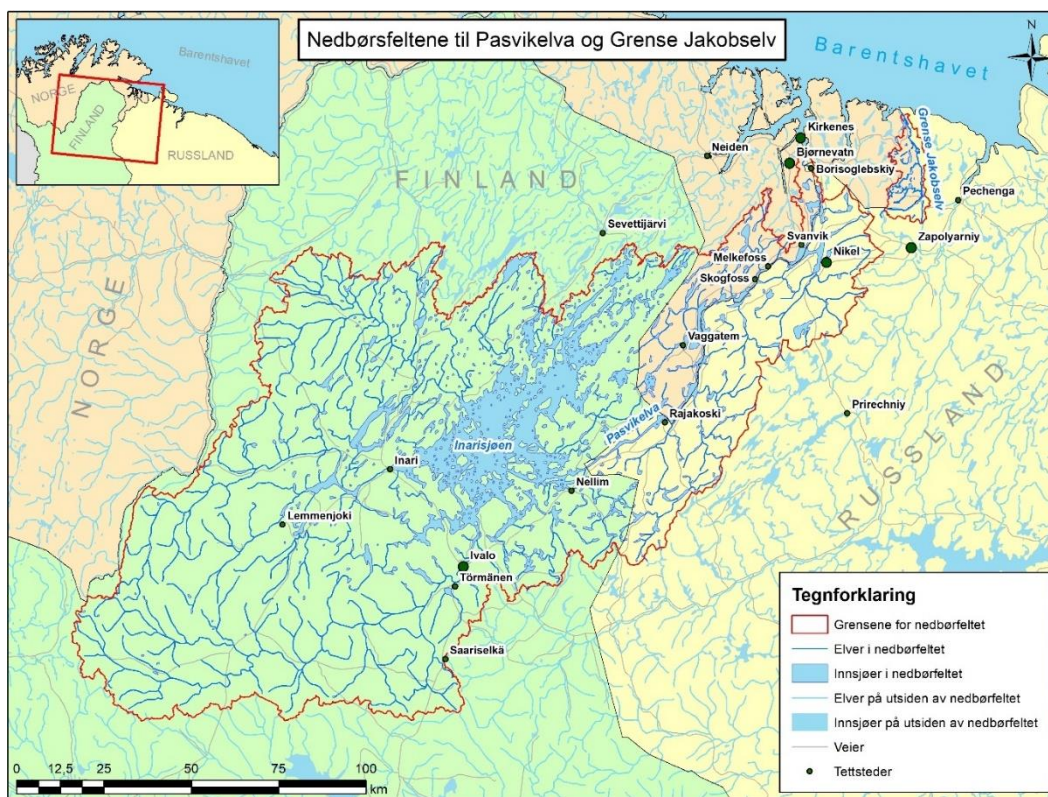 Nedbørsfeltene til Pasvikelva og Grense Jakobselv
Barentshavet
NORGE
FINLAND
RUSSLAND
Barentshavet
N
FINLAND
NORGE
RUSSLAND
Kirkenes
Bjørnevatn
Neiden
Borisoglebskiy
Grense Jakobselv
Pechenga
Sevettijärvi
Svanvik
Zapolyarniy
Melkefoss
Nikel
Skogfoss
Vaggatem
Prirechniy
Pasvikelva
Rajakoski
Inarisjøen
Inari
Nellim
Lemmenjoki
Ivalo
Törmänen
Saariselkä
Tegnforklaring
Grensene for nedbørfeltet
Elver i nedbørfeltet
Innsjøer i nedbørfeltet
Elver på utsiden av nedbørfeltet
Innsjøer på utsiden av nedbørfeltet
Veier
Tettsteder
0 12,5 25 50 75 100
km